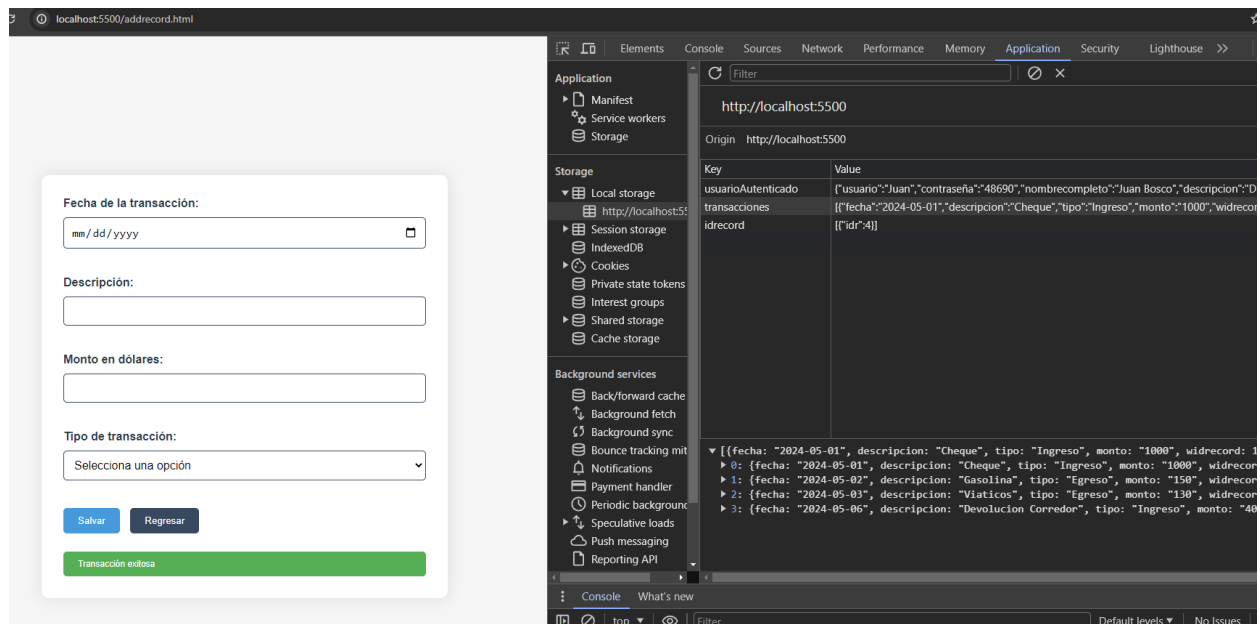 localhost:5500/addrecord.html
Fecha de la transacción:
mm/dd/yyyy
Descripción:
Monto en dólares:
Tipo de transacción:
Selecciona una opción
Salvar Regresar
Transacción exitosa
Elements Console Sources Network Performance Memory Application Security Lighthouse
Application
Manifest
Service workers
Storage
Storage
Local storage
http://localhost:55
Session storage
IndexedDB
Cookies
Private state tokens
Interest groups
Shared storage
Cache storage
Background services
Back/forward cache
Background fetch
Background sync
Bounce tracking mit
Notifications
Payment handler
Periodic background
Speculative loads
Push messaging
Reporting API
Filter
http://localhost:5500
Origin http://localhost:5500
Key Value
usuarioAutenticado {"usuario":"Juan","contraseña":"48690","nombrecompleto":"Juan Bosco","descripcion":"D
transacciones [{"fecha":"2024-05-01","descripcion":"Cheque","tipo":"Ingreso","monto":"1000","widrecor
idrecord [{"idr":4}]
[{fecha: "2024-05-01", descripcion: "Cheque", tipo: "Ingreso", monto: "1000", widrecord: 1
0: {fecha: "2024-05-01", descripcion: "Cheque", tipo: "Ingreso", monto: "1000", widrecor
1: {fecha: "2024-05-02", descripcion: "Gasolina", tipo: "Egreso", monto: "150", widrecor
2: {fecha: "2024-05-03", descripcion: "Viaticos", tipo: "Egreso", monto: "130", widrecor
3: {fecha: "2024-05-06", descripcion: "Devolucion Corredor", tipo: "Ingreso", monto: "40
Console What's new
top Filter Default levels No Issues